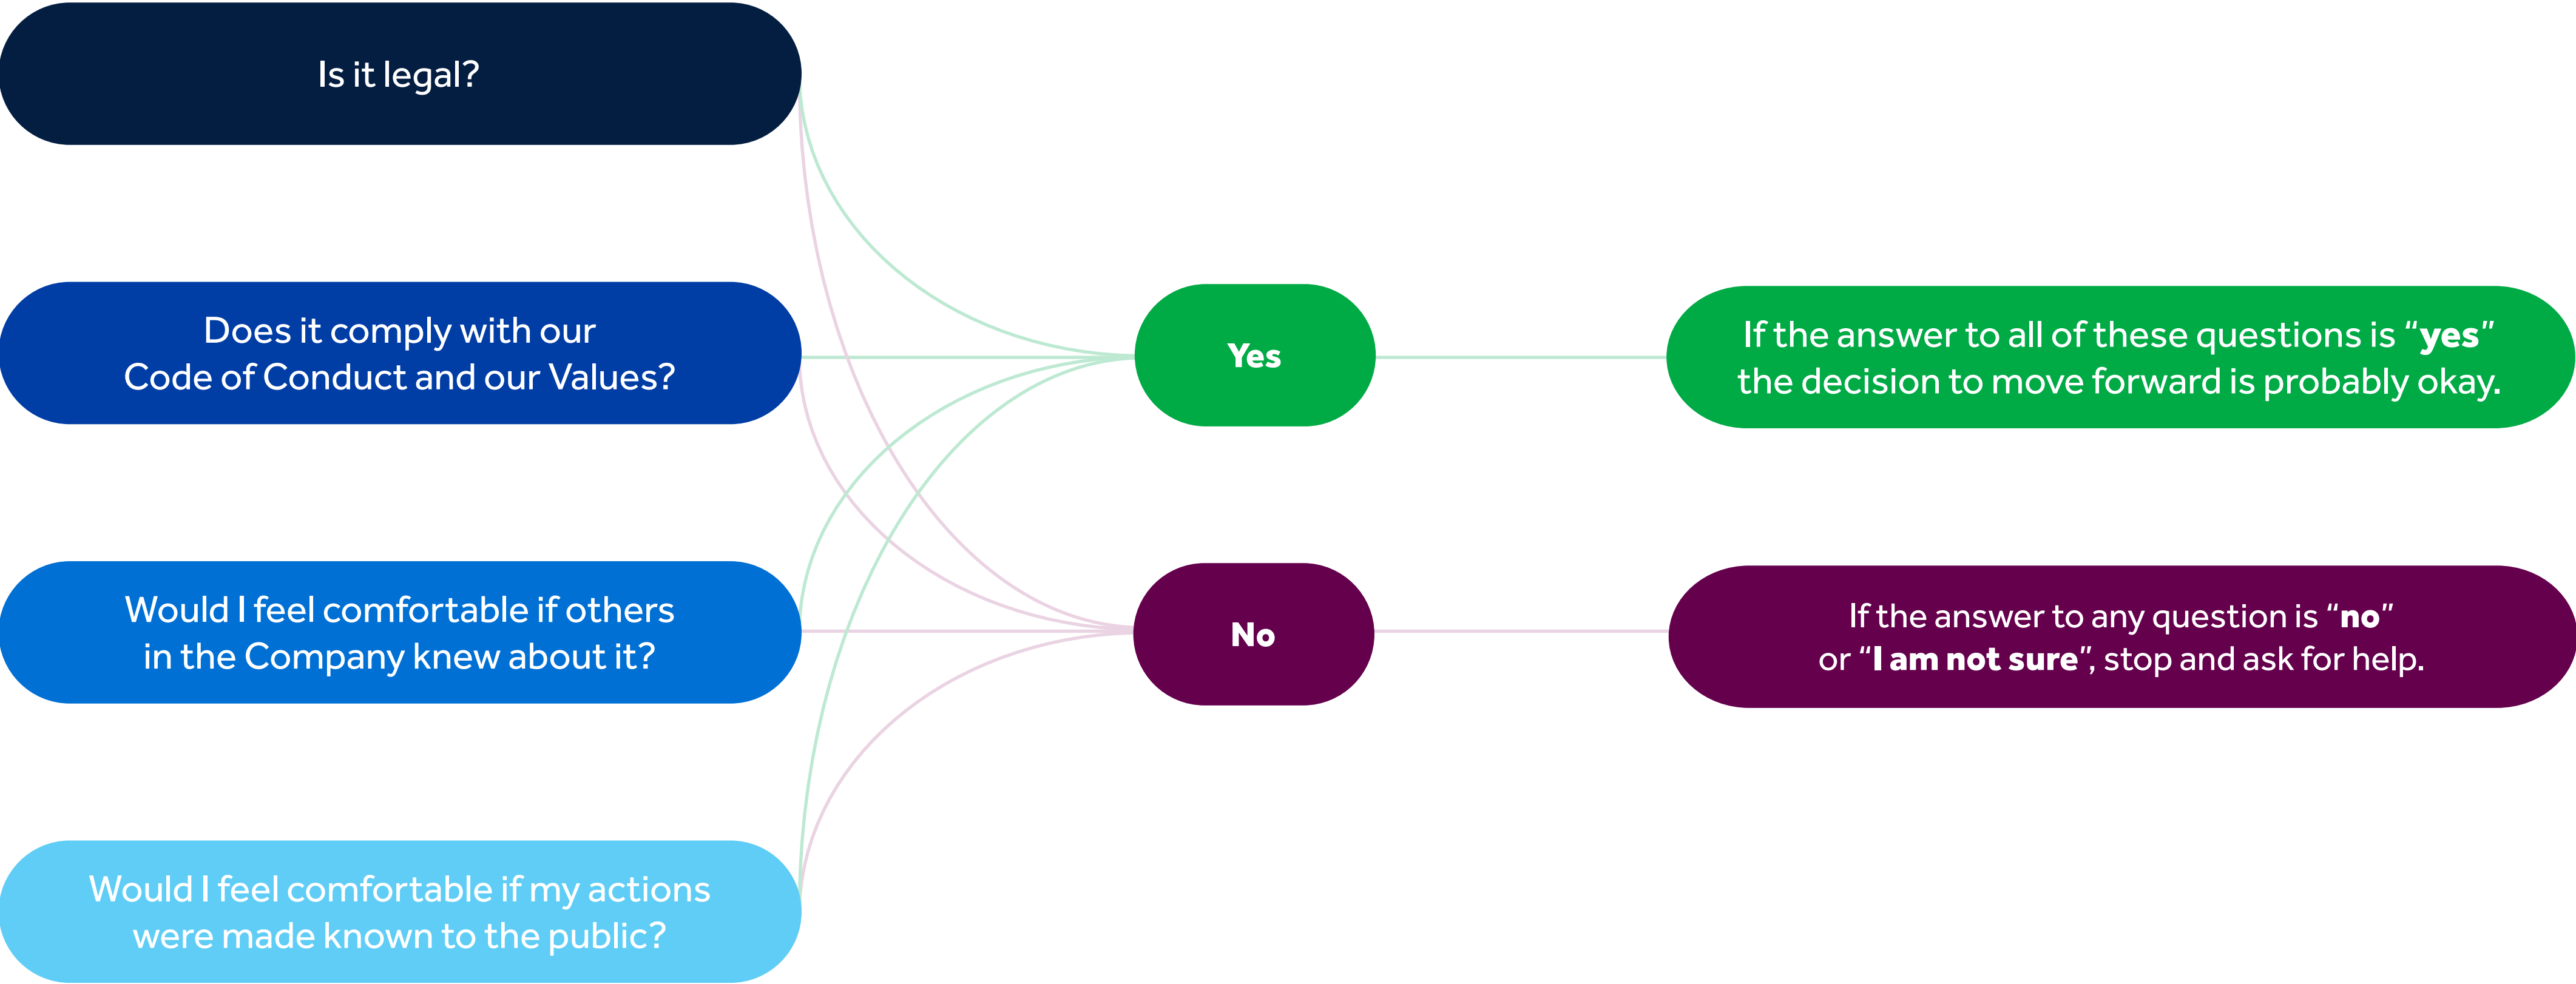 Is it legal?
Does it comply with our
Code of Conduct and our Values?
Would I feel comfortable if others
in the Company knew about it?
Would I feel comfortable if my actions
were made known to the public?
Yes
No
If the answer to all of these questions is “yes”
the decision to move forward is probably okay.
If the answer to any question is “no”
or “I am not sure”, stop and ask for help.